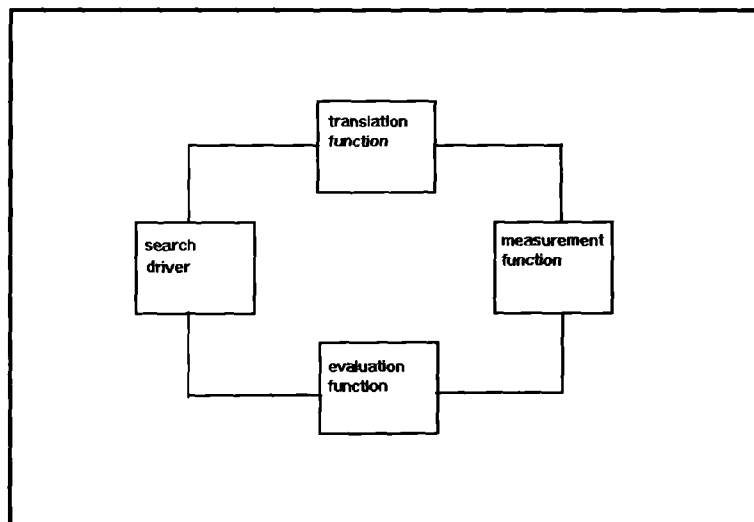 translation
function
search
driver
measurement
function
evaluation
function